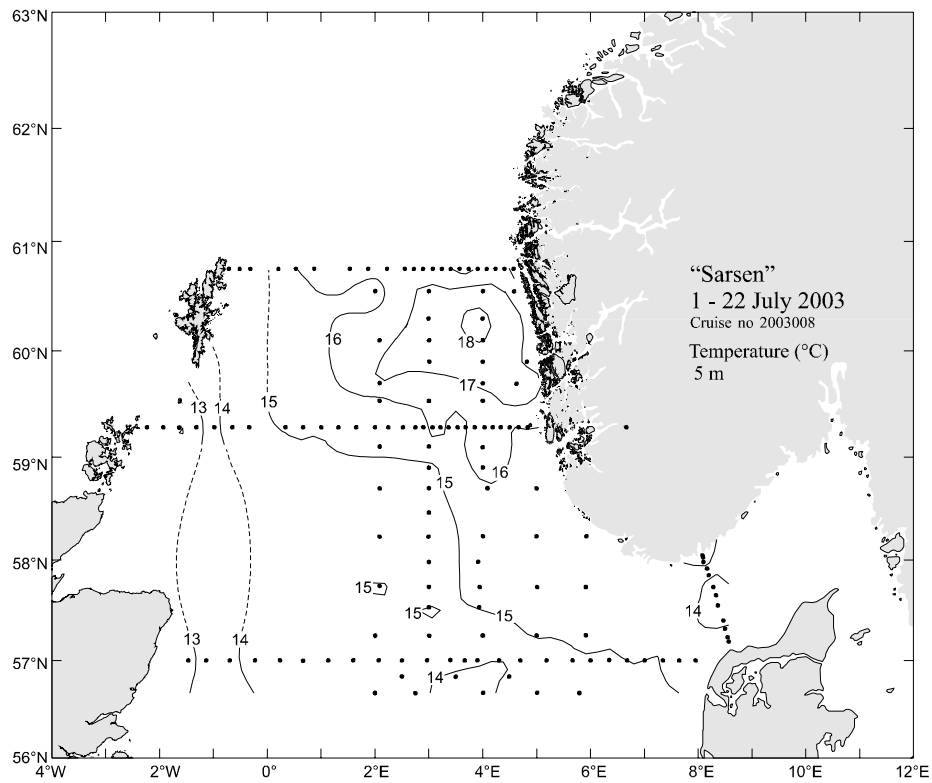 63°N
62°N
61°N
60°N
59°N
58°N
57°N
56°N
4°W
2°W
0°
2°E
4°E
6°E
8°E
10°E
12°E
“Sarsen”
1 - 22 July 2003
Cruise no 2003008
Temperature (°C)
5 m
16
18
17
13
14
15
16
15
15
15
15
14
13
14
14